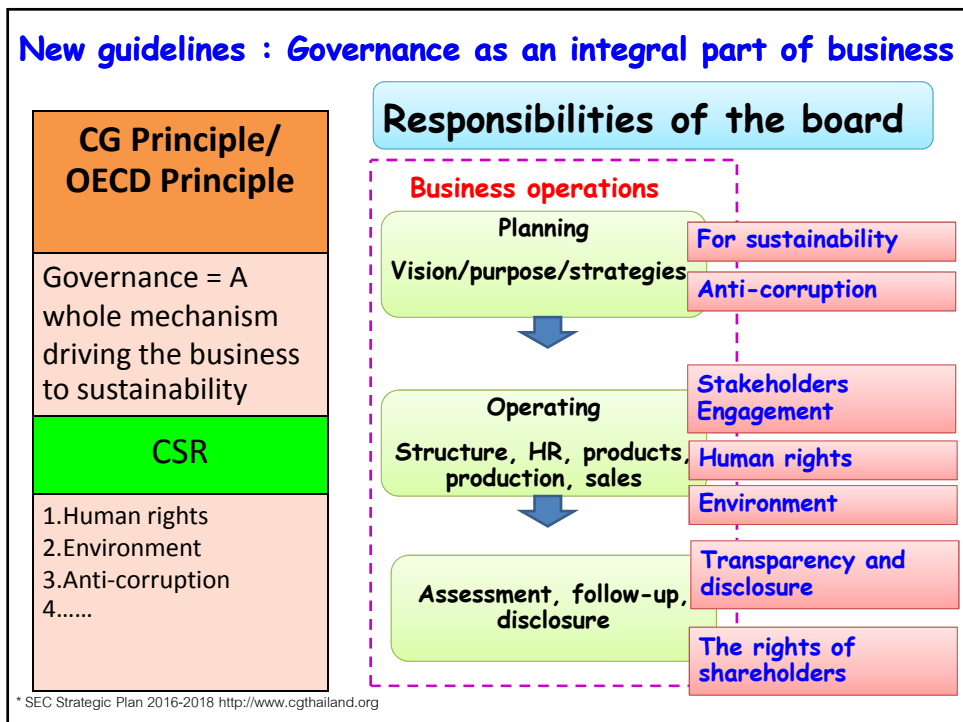 New guidelines : Governance as an integral part of business
CG Principle/
OECD Principle
Governance = A
whole mechanism
driving the business
to sustainability
CSR
1.Human rights
2.Environment
3.Anti-corruption
4......
Responsibilities of the board
Business operations
Planning
Vision/purpose/strategies
For sustainability
Anti-corruption
Operating
Structure, HR, products,
production, sales
Stakeholders
Engagement
Human rights
Environment
Assessment, follow-up,
disclosure
Transparency and
disclosure
The rights of
shareholders
* SEC Strategic Plan 2016-2018 http://www.cgthailand.org